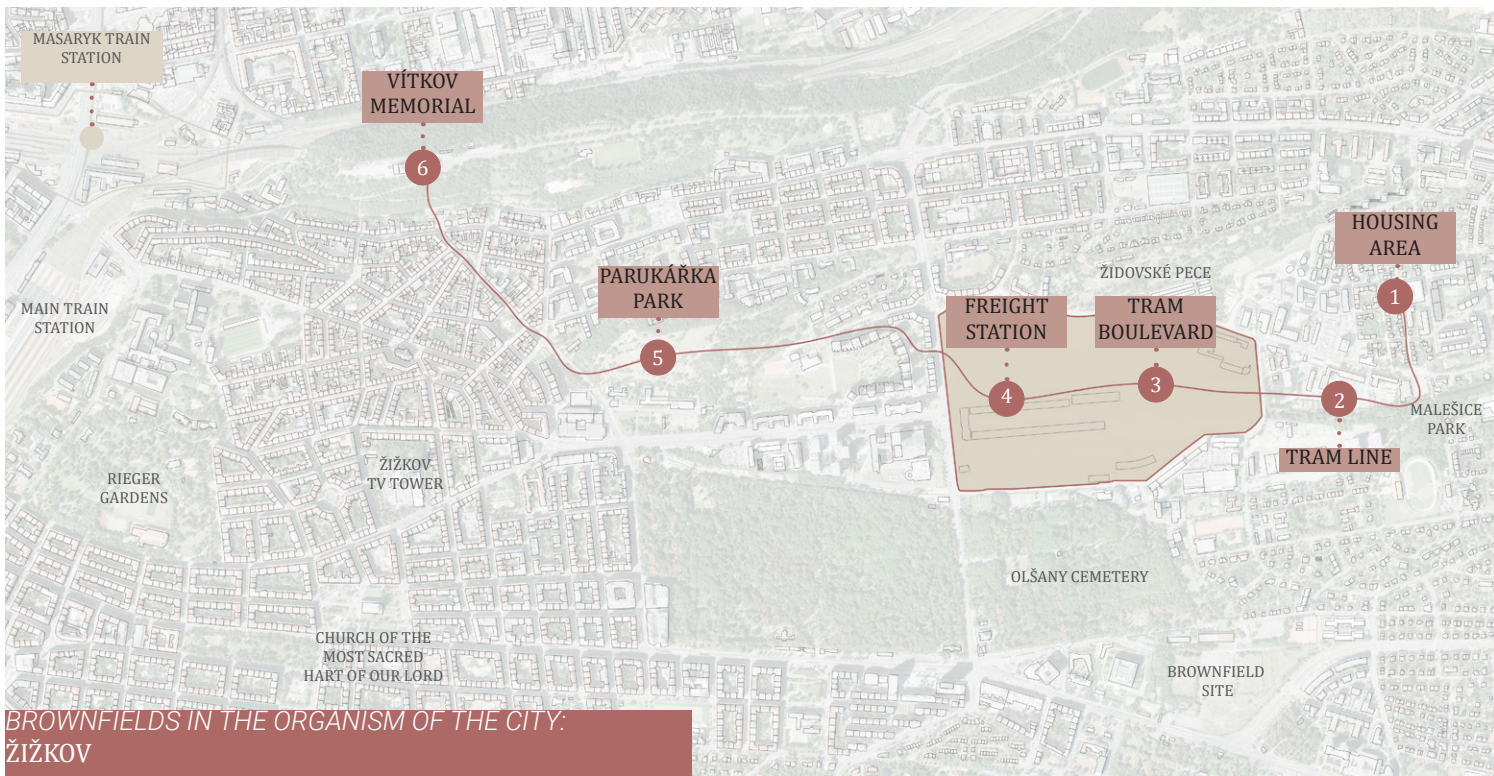 MASARYK TRAIN
STATION
VÍTKOV
MEMORIAL
6
HOUSING
AREA
1
ŽIDOVSKÉ PECE
PARUKÁŘKA
PARK
5
MAIN TRAIN
STATION
FREIGHT
STATION
4
TRAM
BOULEVARD
3
2
TRAM LINE
MALEŠICE
PARK
RIEGER
GARDENS
ŽIŽKOV
TV TOWER
OLŠANY CEMETERY
CHURCH OF THE
MOST SACRED
HART OF OUR LORD
BROWNFIELD
SITE
BROWNFIELDS IN THE ORGANISM OF THE CITY:
ŽIŽKOV